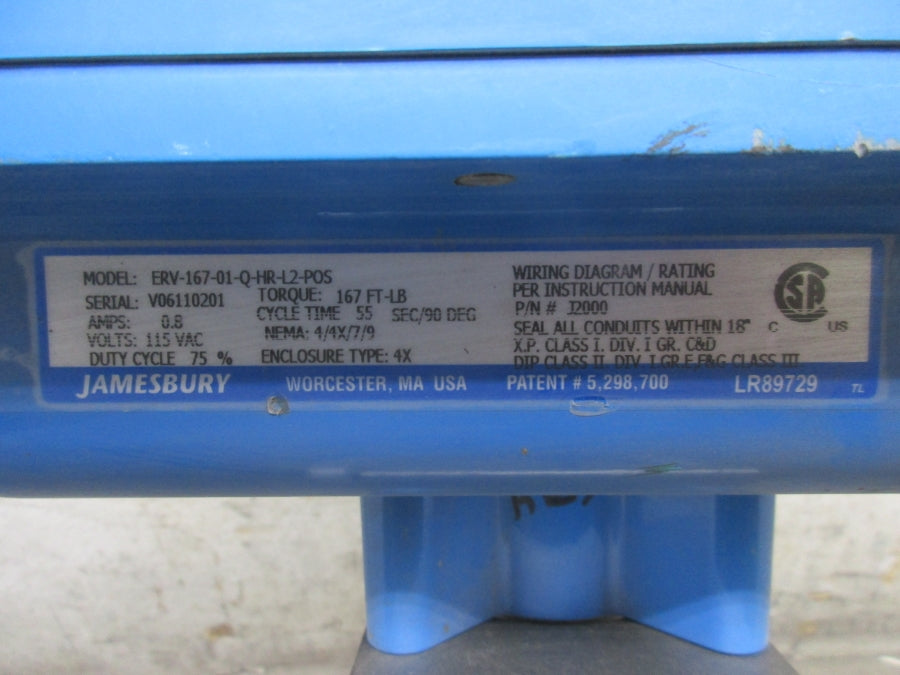 MODEL: ERV-167-01-Q-HR-L2-POS
SERIAL: V06110201 TORQUE: 167 FT-LB
AMPS: 0.8 CYCLE TIME 55 SEC/90 DEG
VOLTS: 115 VAC NEMA: 4/4X/7/9
DUTY CYCLE 75 % ENCLOSURE TYPE: 4X
WIRING DIAGRAM / RATING
PER INSTRUCTION MANUAL
P/N # J2000
SEAL ALL CONDUITS WITHIN 18"
X.P. CLASS I. DIV. I GR. C&D
DIP CLASS II, DIV. I GR.E,F&G CLASS III
SA
C US
JAMESBURY WORCESTER, MA USA PATENT # 5,298,700 LR89729 TL